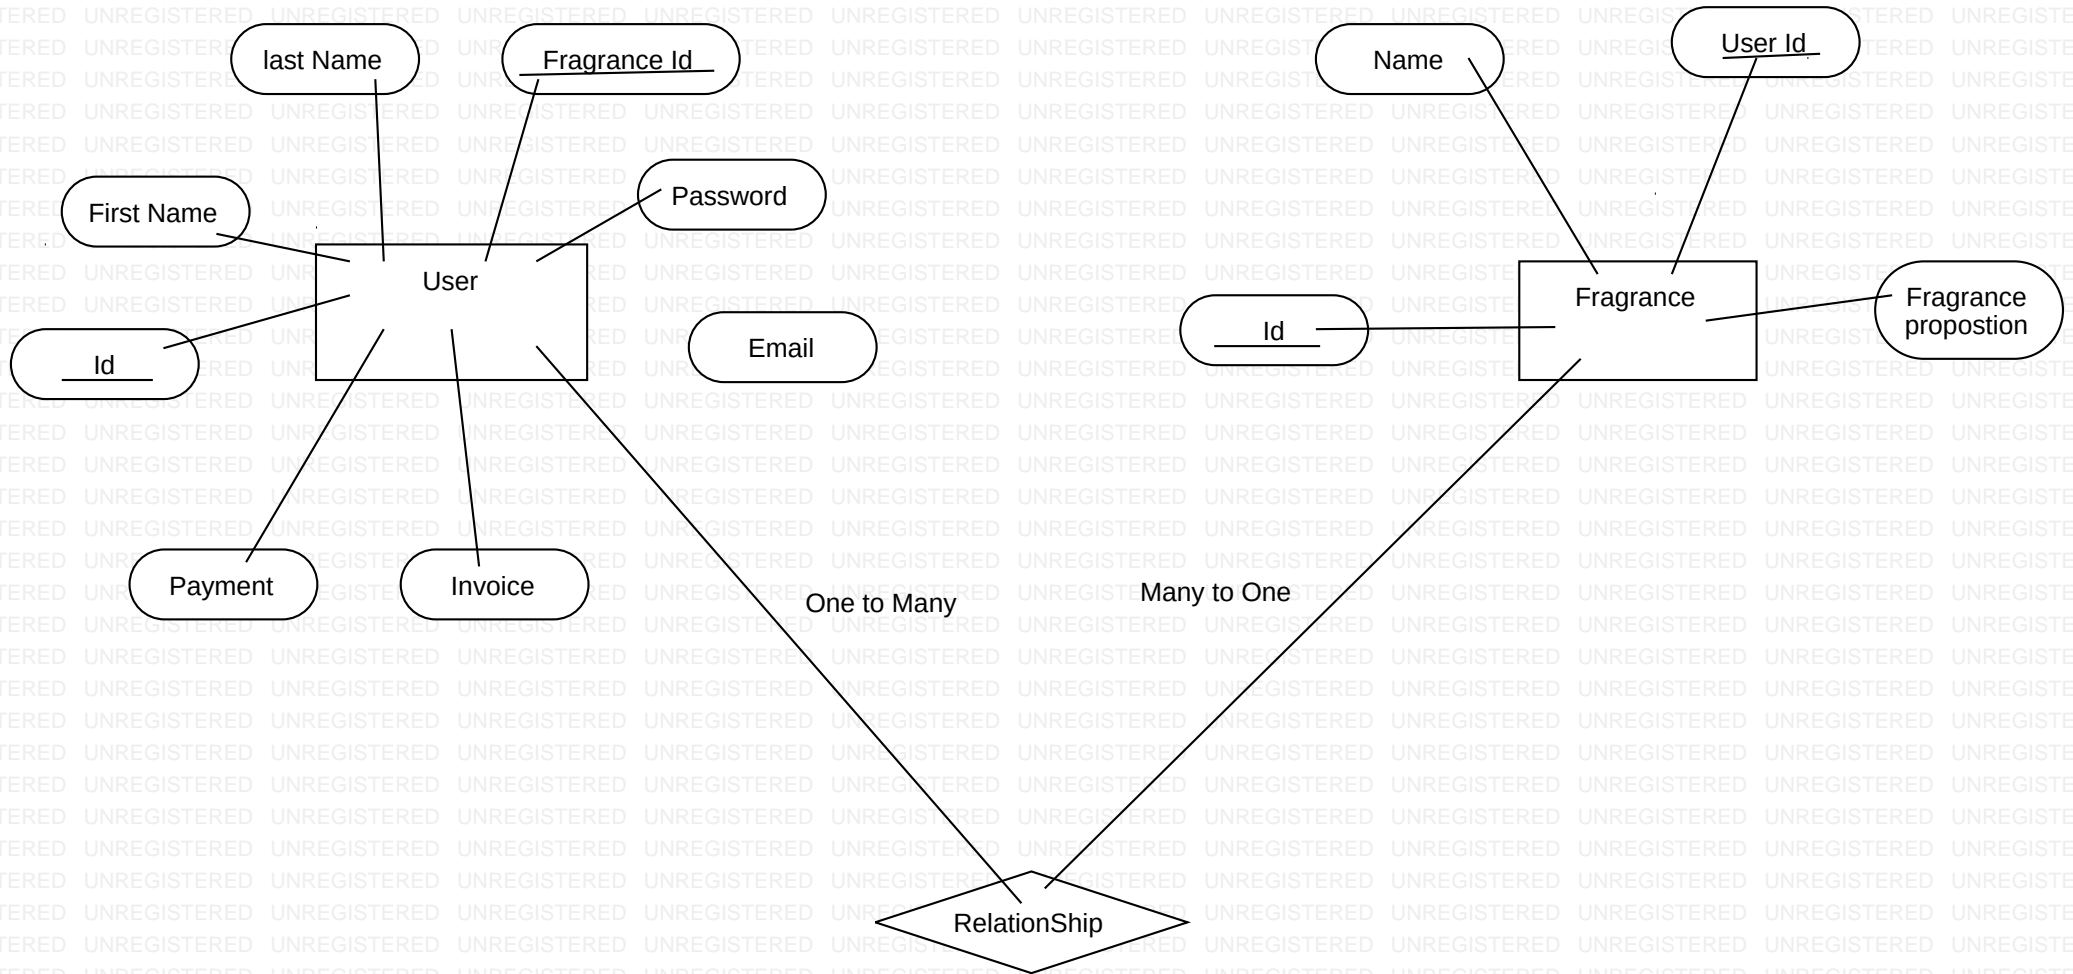 last Name
Fragrance Id
Name
User Id
First Name
Password
User
Email
Id
Id
Fragrance
Fragrance
propostion
Payment
Invoice
One to Many
Many to One
RelationShip
UNREGISTERED